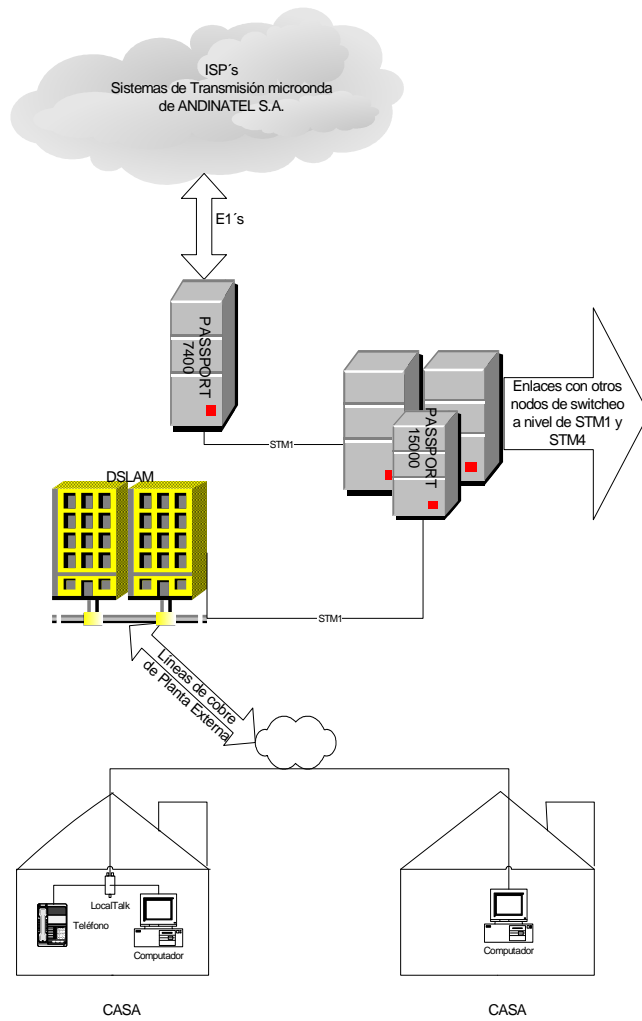 ISP´s
Sistemas de Transmisión microonda
de ANDINATEL S.A.
E1´s
PASSPORT
7400
STM1
PASSPORT
15000
Enlaces con otros
nodos de switcheo
a nivel de STM1 y
STM4
DSLAM
STM1
Líneas de cobre
de Planta Externa
LocalTalk
Teléfono
Computador
Computador
CASA
CASA